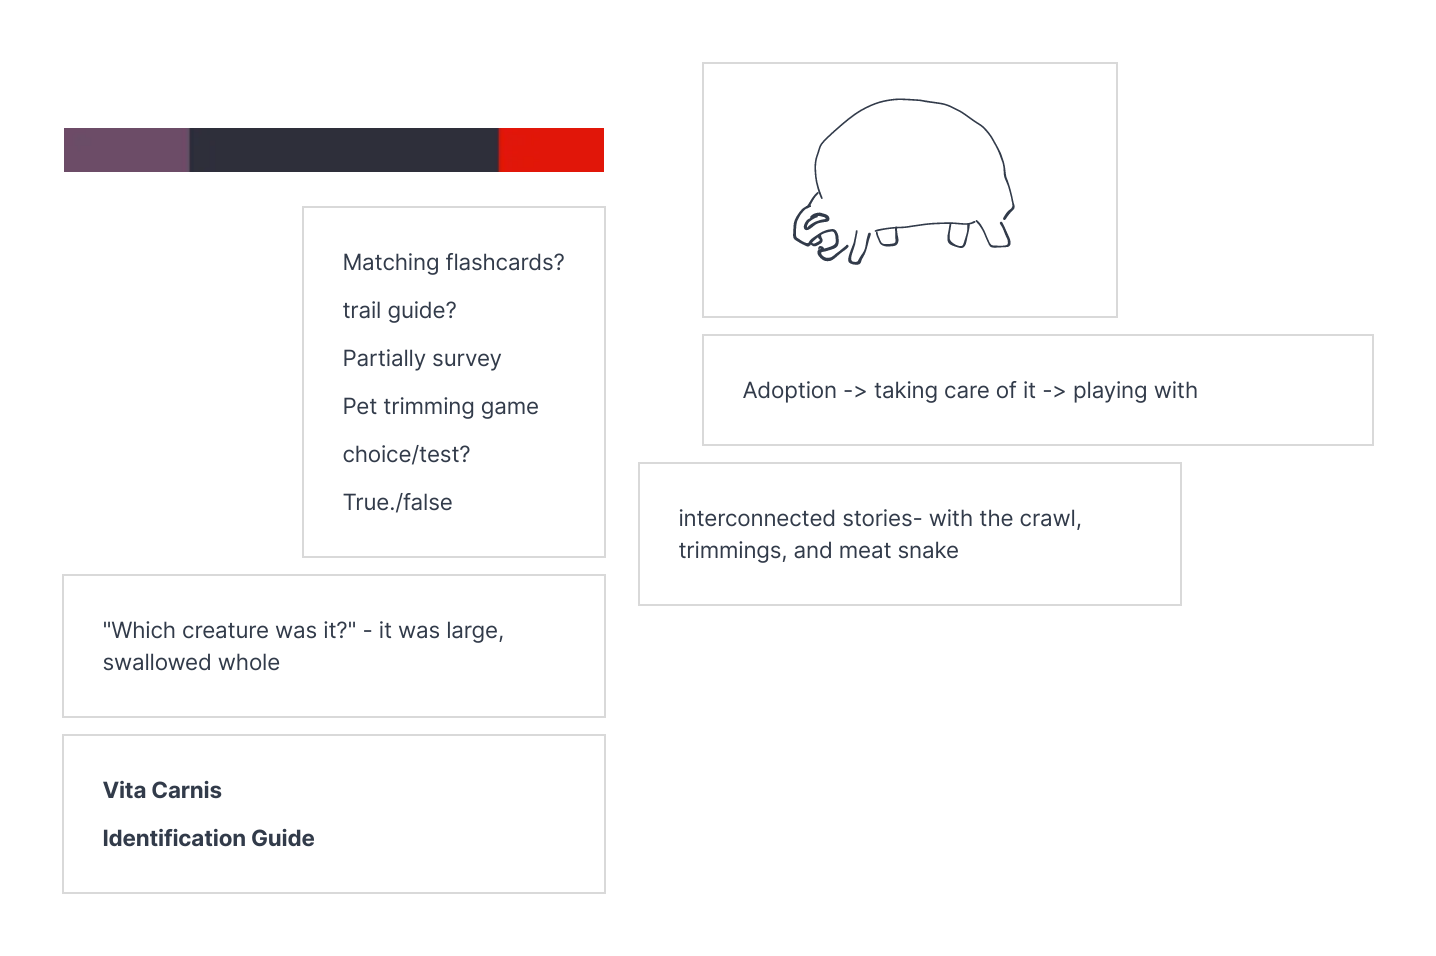 Matching flashcards?
trail guide?
Partially survey
Pet trimming game
choice/test?
True./false
"Which creature was it?" - it was large,
swallowed whole
Vita Carnis
Identification Guide
Adoption -> taking care of it -> playing with
interconnected stories- with the crawl,
trimmings, and meat snake